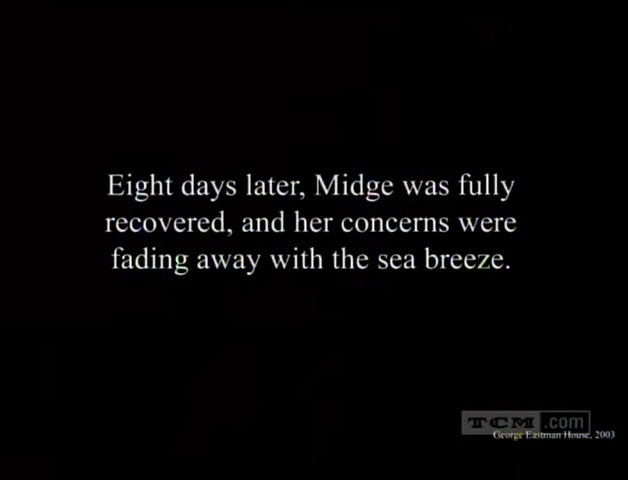 Eight days later, Midge was fully
recovered, and her concerns were
fading away with the sea breeze.
TCM.com
George Eastman House, 2003